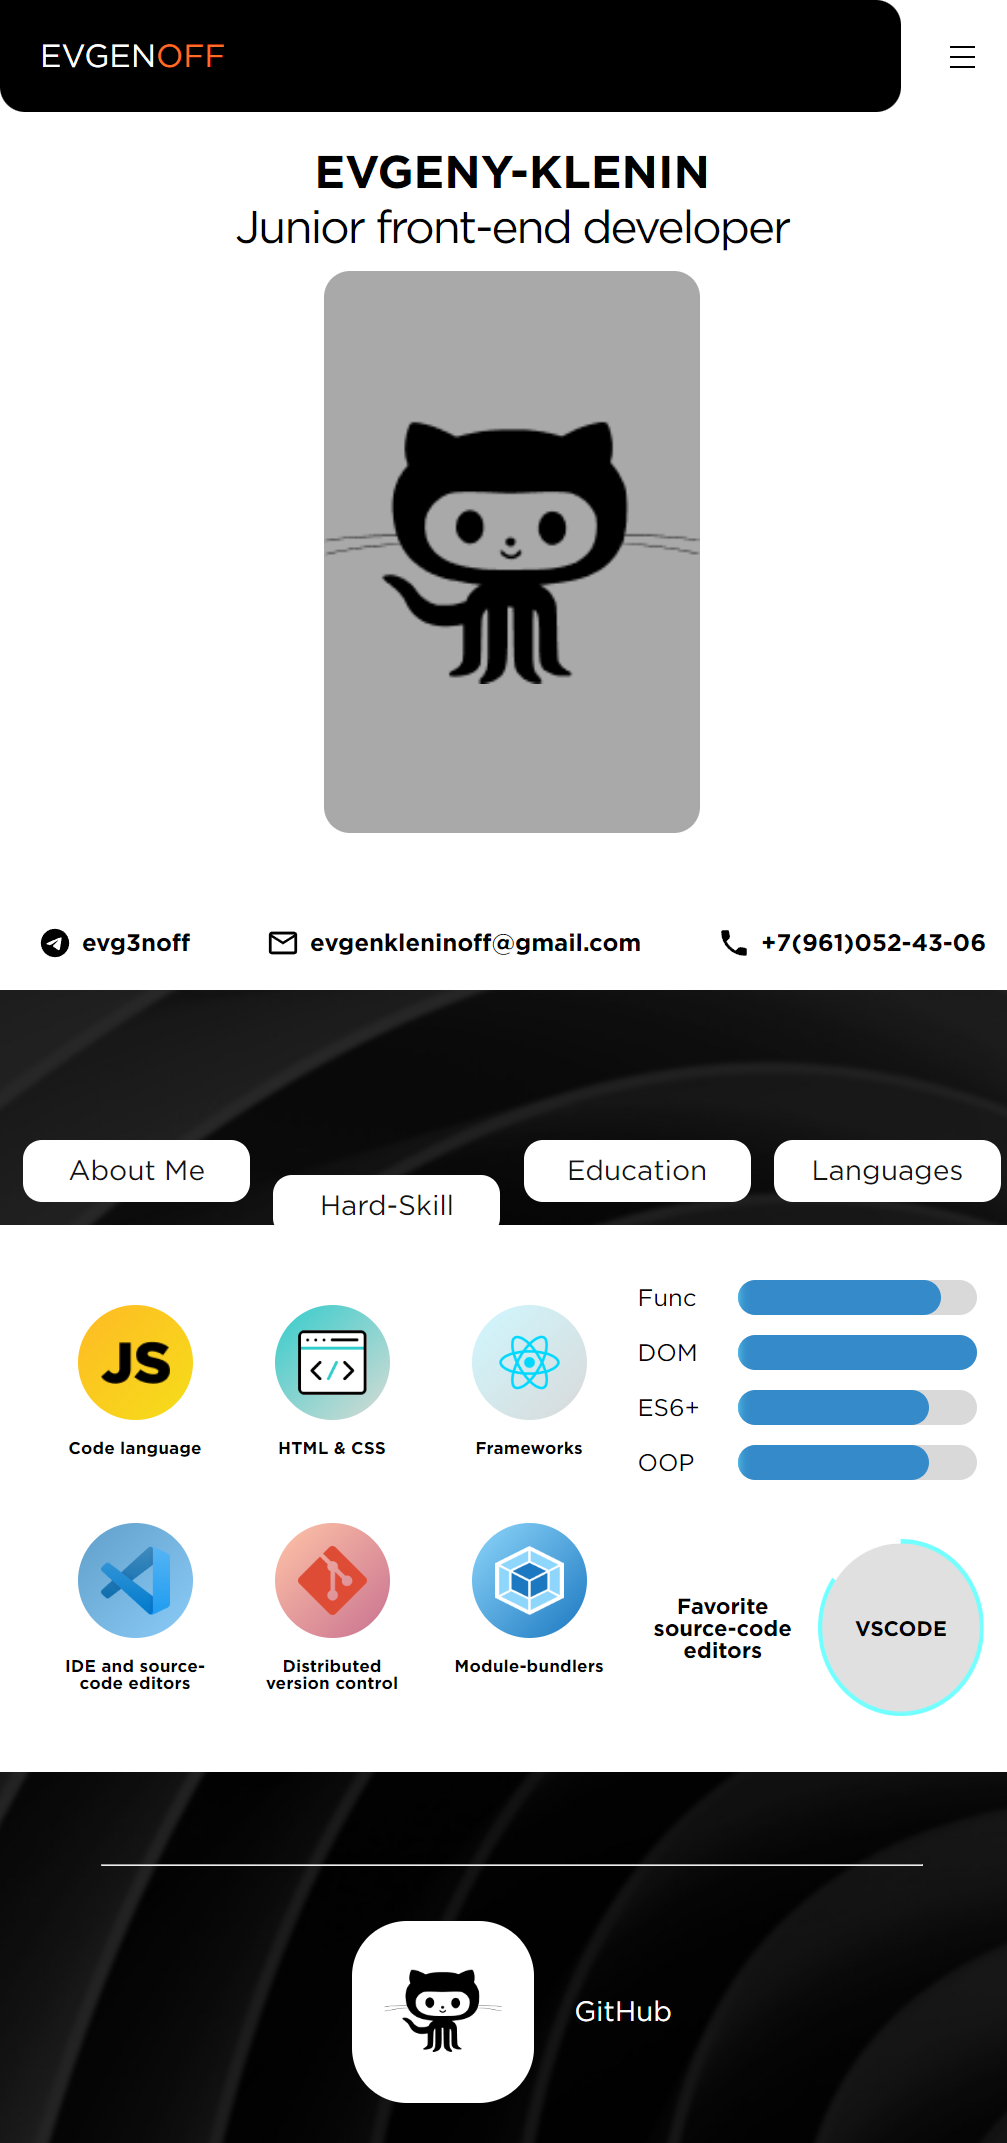 EVGENOFF
EVGENY-KLENIN
Junior front-end developer
evg3noff
evgenkleninoff@gmail.com
+7(961)052-43-06
About Me
Hard-Skill
Education
Languages
JS
Code language
HTML & CSS
Frameworks
Func
DOM
ES6+
OOP
IDE and source-
code editors
Distributed
version control
Module-bundlers
Favorite
source-code
editors
VSCODE
GitHub